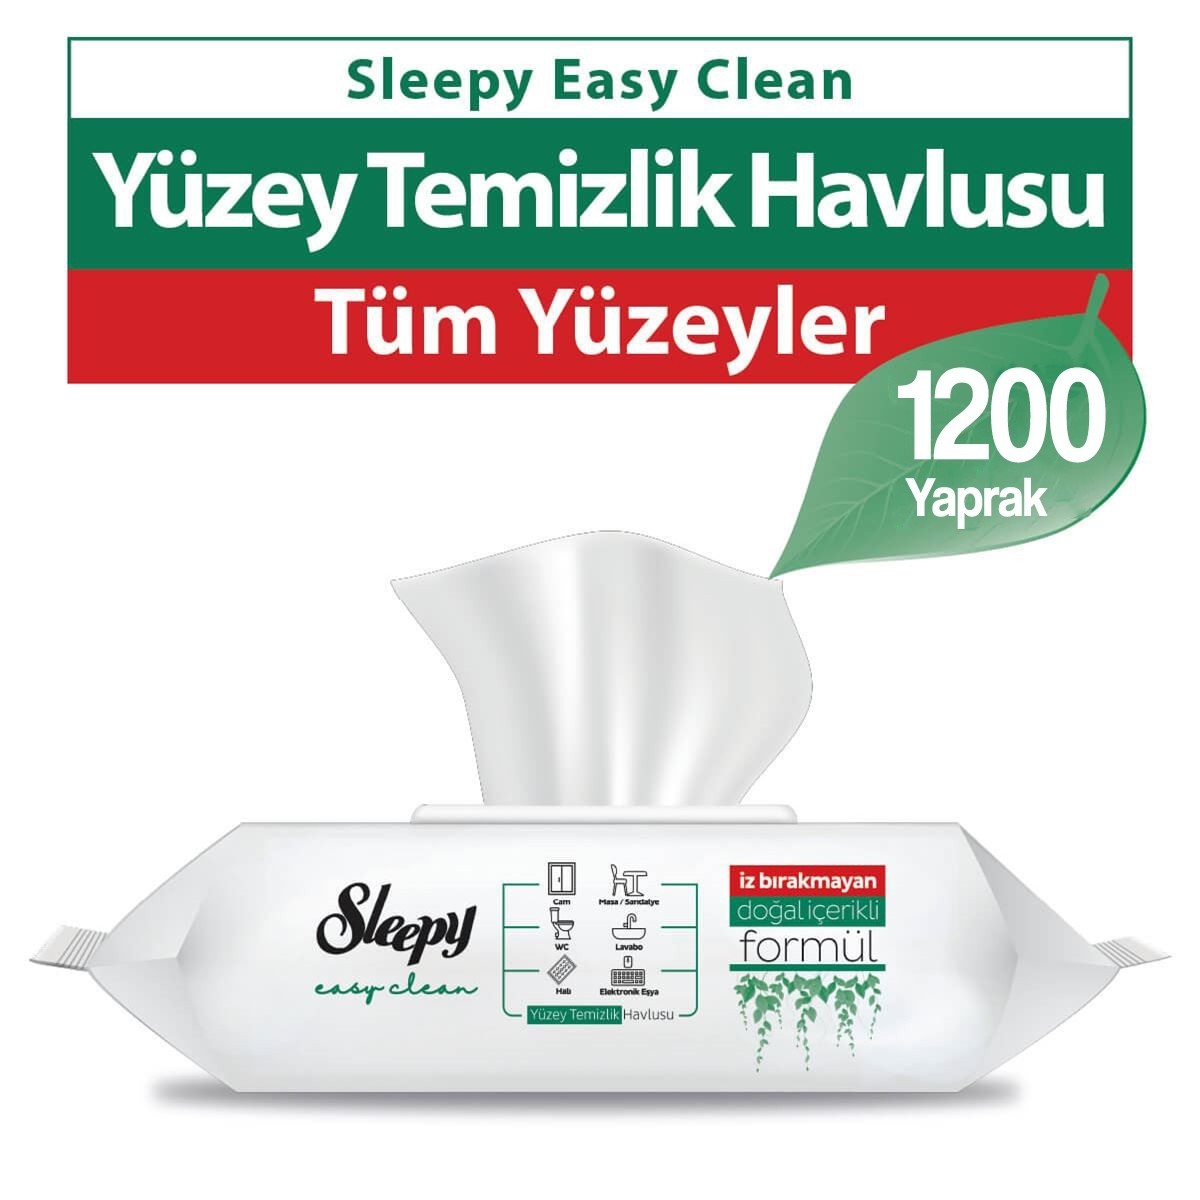 Sleepy Easy Clean
Yüzey Temizlik Havlusu
Tüm Yüzeyler
1200
Yaprak
Sleepy
easy clean
Cam
Masa / Sandalye
WC
Lavabo
Halı
Elektronik Eşya
Yüzey Temizlik Havlusu
iz bırakmayan
doğal içerikli
formül